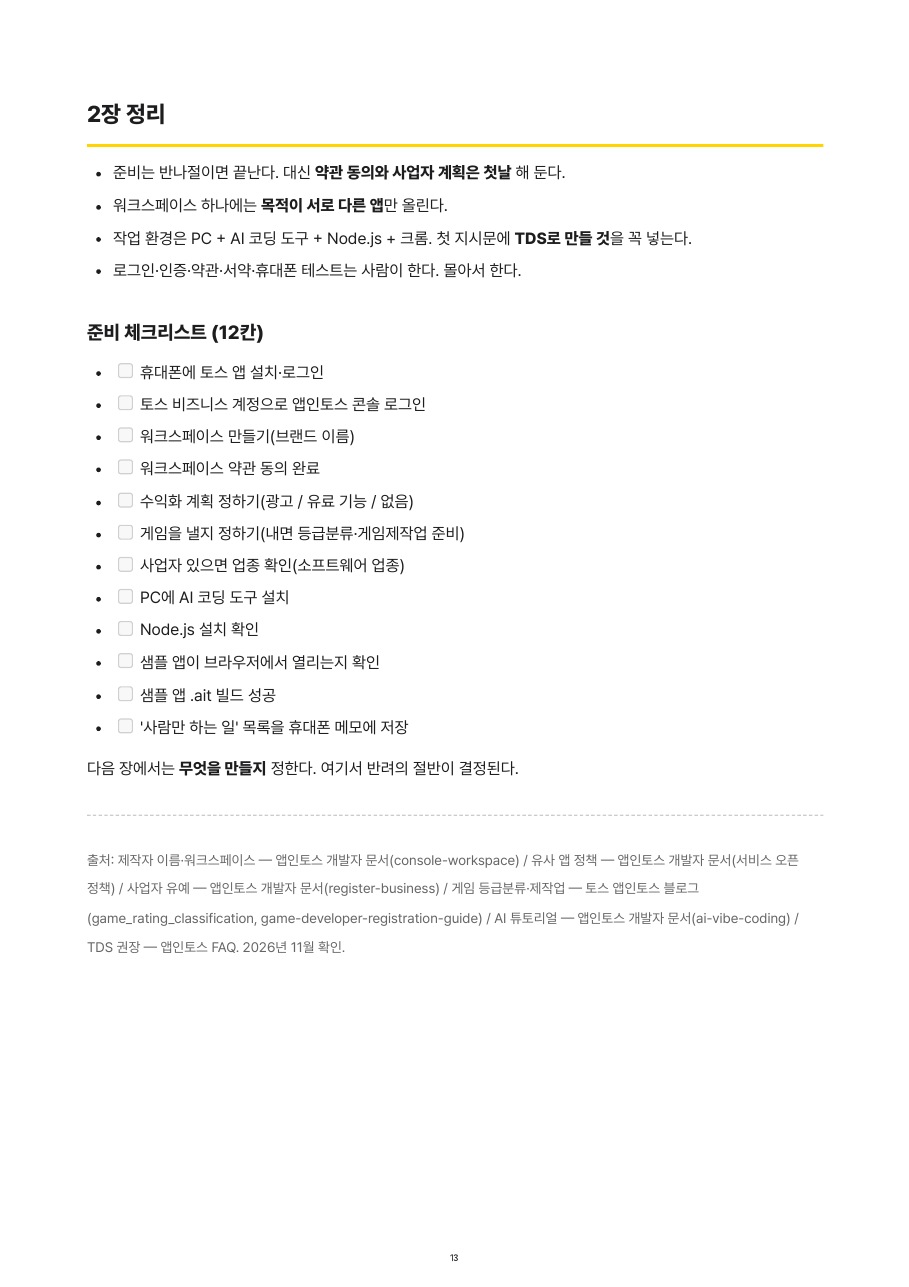 2장 정리
• 준비는 반나절이면 끝난다. 대신 약관 동의와 사업자 계획은 첫날 해 둔다.
• 워크스페이스 하나에는 목적이 서로 다른 앱만 올린다.
• 작업 환경은 PC + AI 코딩 도구 + Node.js + 크롬. 첫 지시문에 TDS로 만들 것을 꼭 넣는다.
• 로그인·인증·약관·서약·휴대폰 테스트는 사람이 한다. 몰아서 한다.
준비 체크리스트 (12칸)
• ☐ 휴대폰에 토스 앱 설치·로그인
• ☐ 토스 비즈니스 계정으로 앱인토스 콘솔 로그인
• ☐ 워크스페이스 만들기(브랜드 이름)
• ☐ 워크스페이스 약관 동의 완료
• ☐ 수익화 계획 정하기(광고 / 유료 기능 / 없음)
• ☐ 게임을 낼지 정하기(내면 등급분류·게임제작업 준비)
• ☐ 사업자 있으면 업종 확인(소프트웨어 업종)
• ☐ PC에 AI 코딩 도구 설치
• ☐ Node.js 설치 확인
• ☐ 샘플 앱이 브라우저에서 열리는지 확인
• ☐ 샘플 앱 .ait 빌드 성공
• ☐ '사람만 하는 일' 목록을 휴대폰 메모에 저장
다음 장에서는 무엇을 만들지 정한다. 여기서 반려의 절반이 결정된다.
출처: 제작자 이름·워크스페이스 — 앱인토스 개발자 문서(console-workspace) / 유사 앱 정책 — 앱인토스 개발자 문서(서비스 오픈
정책) / 사업자 유예 — 앱인토스 개발자 문서(register-business) / 게임 등급분류·제작업 — 토스 앱인토스 블로그
(game_rating_classification, game-developer-registration-guide) / AI 튜토리얼 — 앱인토스 개발자 문서(ai-vibe-coding) /
TDS 권장 — 앱인토스 FAQ. 2026년 11월 확인.
13